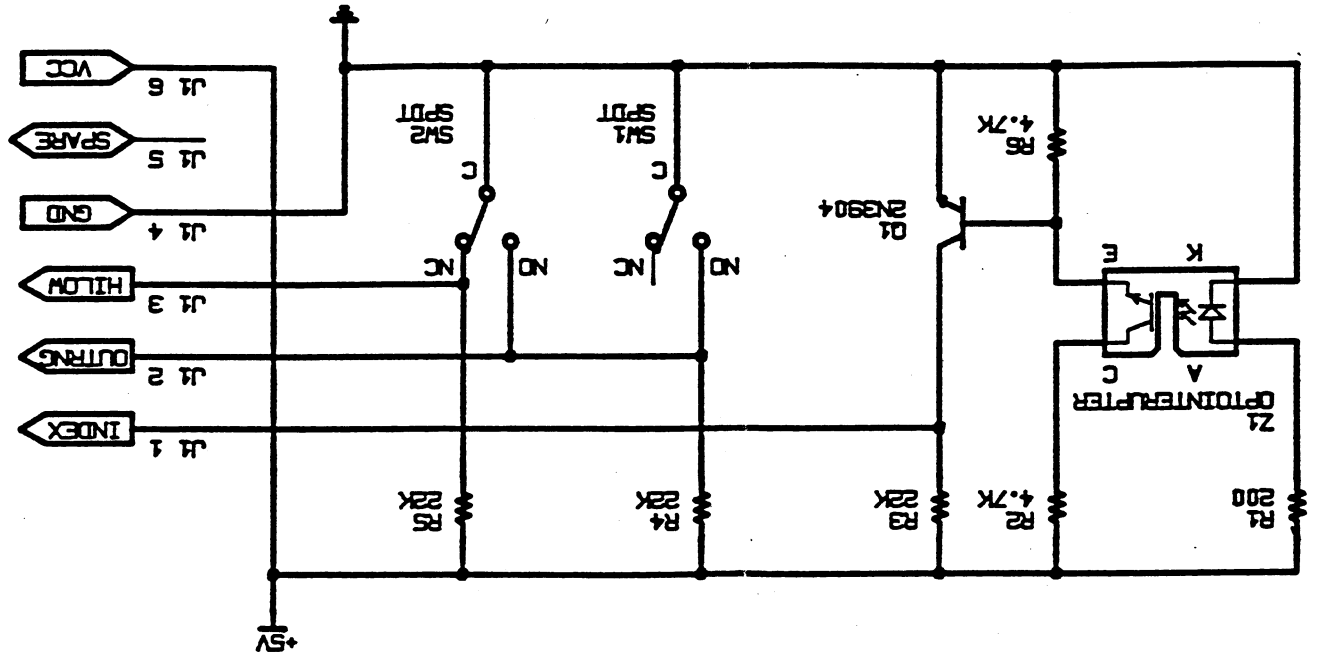 +5V
R1
200
R2
4.7K
R3
22K
R4
22K
R5
22K
J1 1
INDEX
Z1
OPTOINTERUPTER
A
C
J1 2
OUTRNG
K
E
J1 3
HILOW
NO
NC
NO
NC
Q1
2N3904
J1 4
GND
C
C
R6
4.7K
SW1
SPDT
SW2
SPDT
J1 5
SPARE
J1 6
VCC